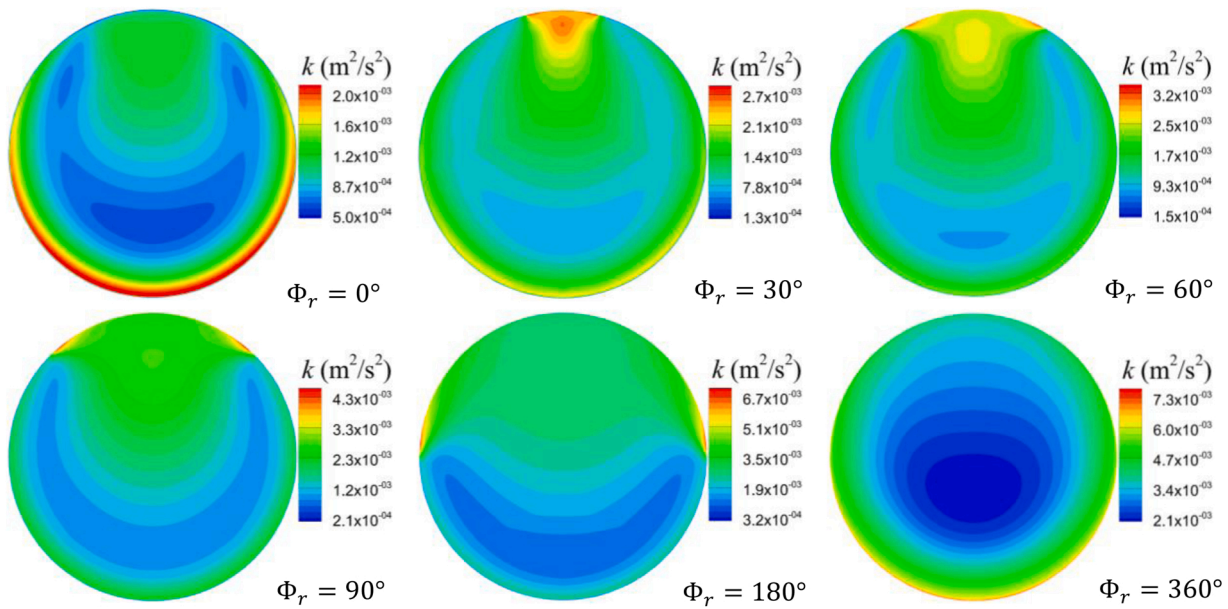 k (m²/s²)
2.0x10⁻⁰³
1.6x10⁻⁰³
1.2x10⁻⁰³
8.7x10⁻⁰⁴
5.0x10⁻⁰⁴
Φᵣ = 0°
k (m²/s²)
2.7x10⁻⁰³
2.1x10⁻⁰³
1.4x10⁻⁰³
7.8x10⁻⁰⁴
1.3x10⁻⁰⁴
Φᵣ = 30°
k (m²/s²)
3.2x10⁻⁰³
2.5x10⁻⁰³
1.7x10⁻⁰³
9.3x10⁻⁰⁴
1.5x10⁻⁰⁴
Φᵣ = 60°
k (m²/s²)
4.3x10⁻⁰³
3.3x10⁻⁰³
2.3x10⁻⁰³
1.2x10⁻⁰³
2.1x10⁻⁰⁴
Φᵣ = 90°
k (m²/s²)
6.7x10⁻⁰³
5.1x10⁻⁰³
3.5x10⁻⁰³
1.9x10⁻⁰³
3.2x10⁻⁰⁴
Φᵣ = 180°
k (m²/s²)
7.3x10⁻⁰³
6.0x10⁻⁰³
4.7x10⁻⁰³
3.4x10⁻⁰³
2.1x10⁻⁰³
Φᵣ = 360°